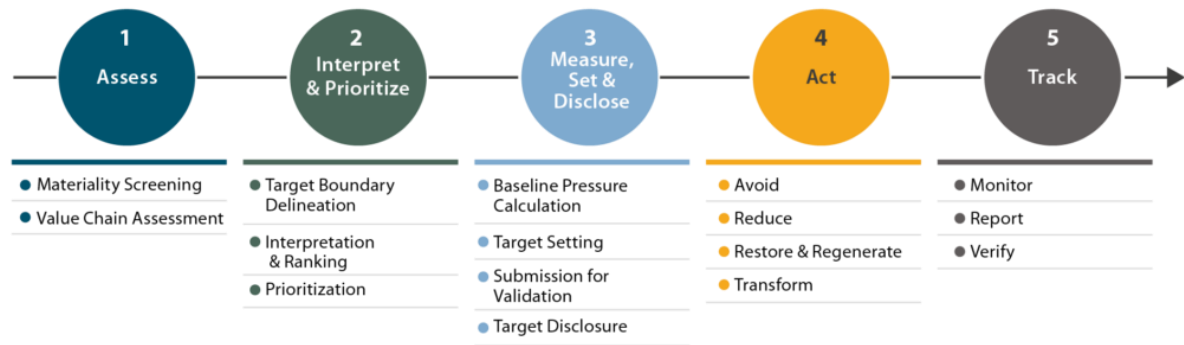 1
Assess
2
Interpret
& Prioritize
3
Measure,
Set &
Disclose
4
Act
5
Track
Materiality Screening
Value Chain Assessment
Target Boundary
Delineation
Interpretation
& Ranking
Prioritization
Baseline Pressure
Calculation
Target Setting
Submission for
Validation
Target Disclosure
Avoid
Reduce
Restore & Regenerate
Transform
Monitor
Report
Verify